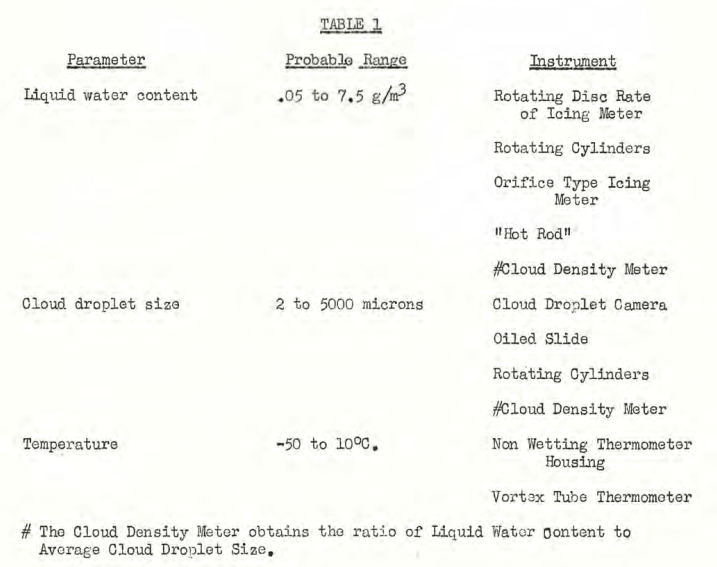 TABLE 1
Parameter Probable Range Instrument
Liquid water content .05 to 7.5 g/m³ Rotating Disc Rate
of Icing Meter
Rotating Cylinders
Orifice Type Icing
Meter
"Hot Rod"
#Cloud Density Meter
Cloud droplet size 2 to 5000 microns Cloud Droplet Camera
Oiled Slide
Rotating Cylinders
#Cloud Density Meter
Temperature -50 to 10°C. Non Wetting Thermometer
Housing
Vortex Tube Thermometer
# The Cloud Density Meter obtains the ratio of Liquid Water Content to
Average Cloud Droplet Size.